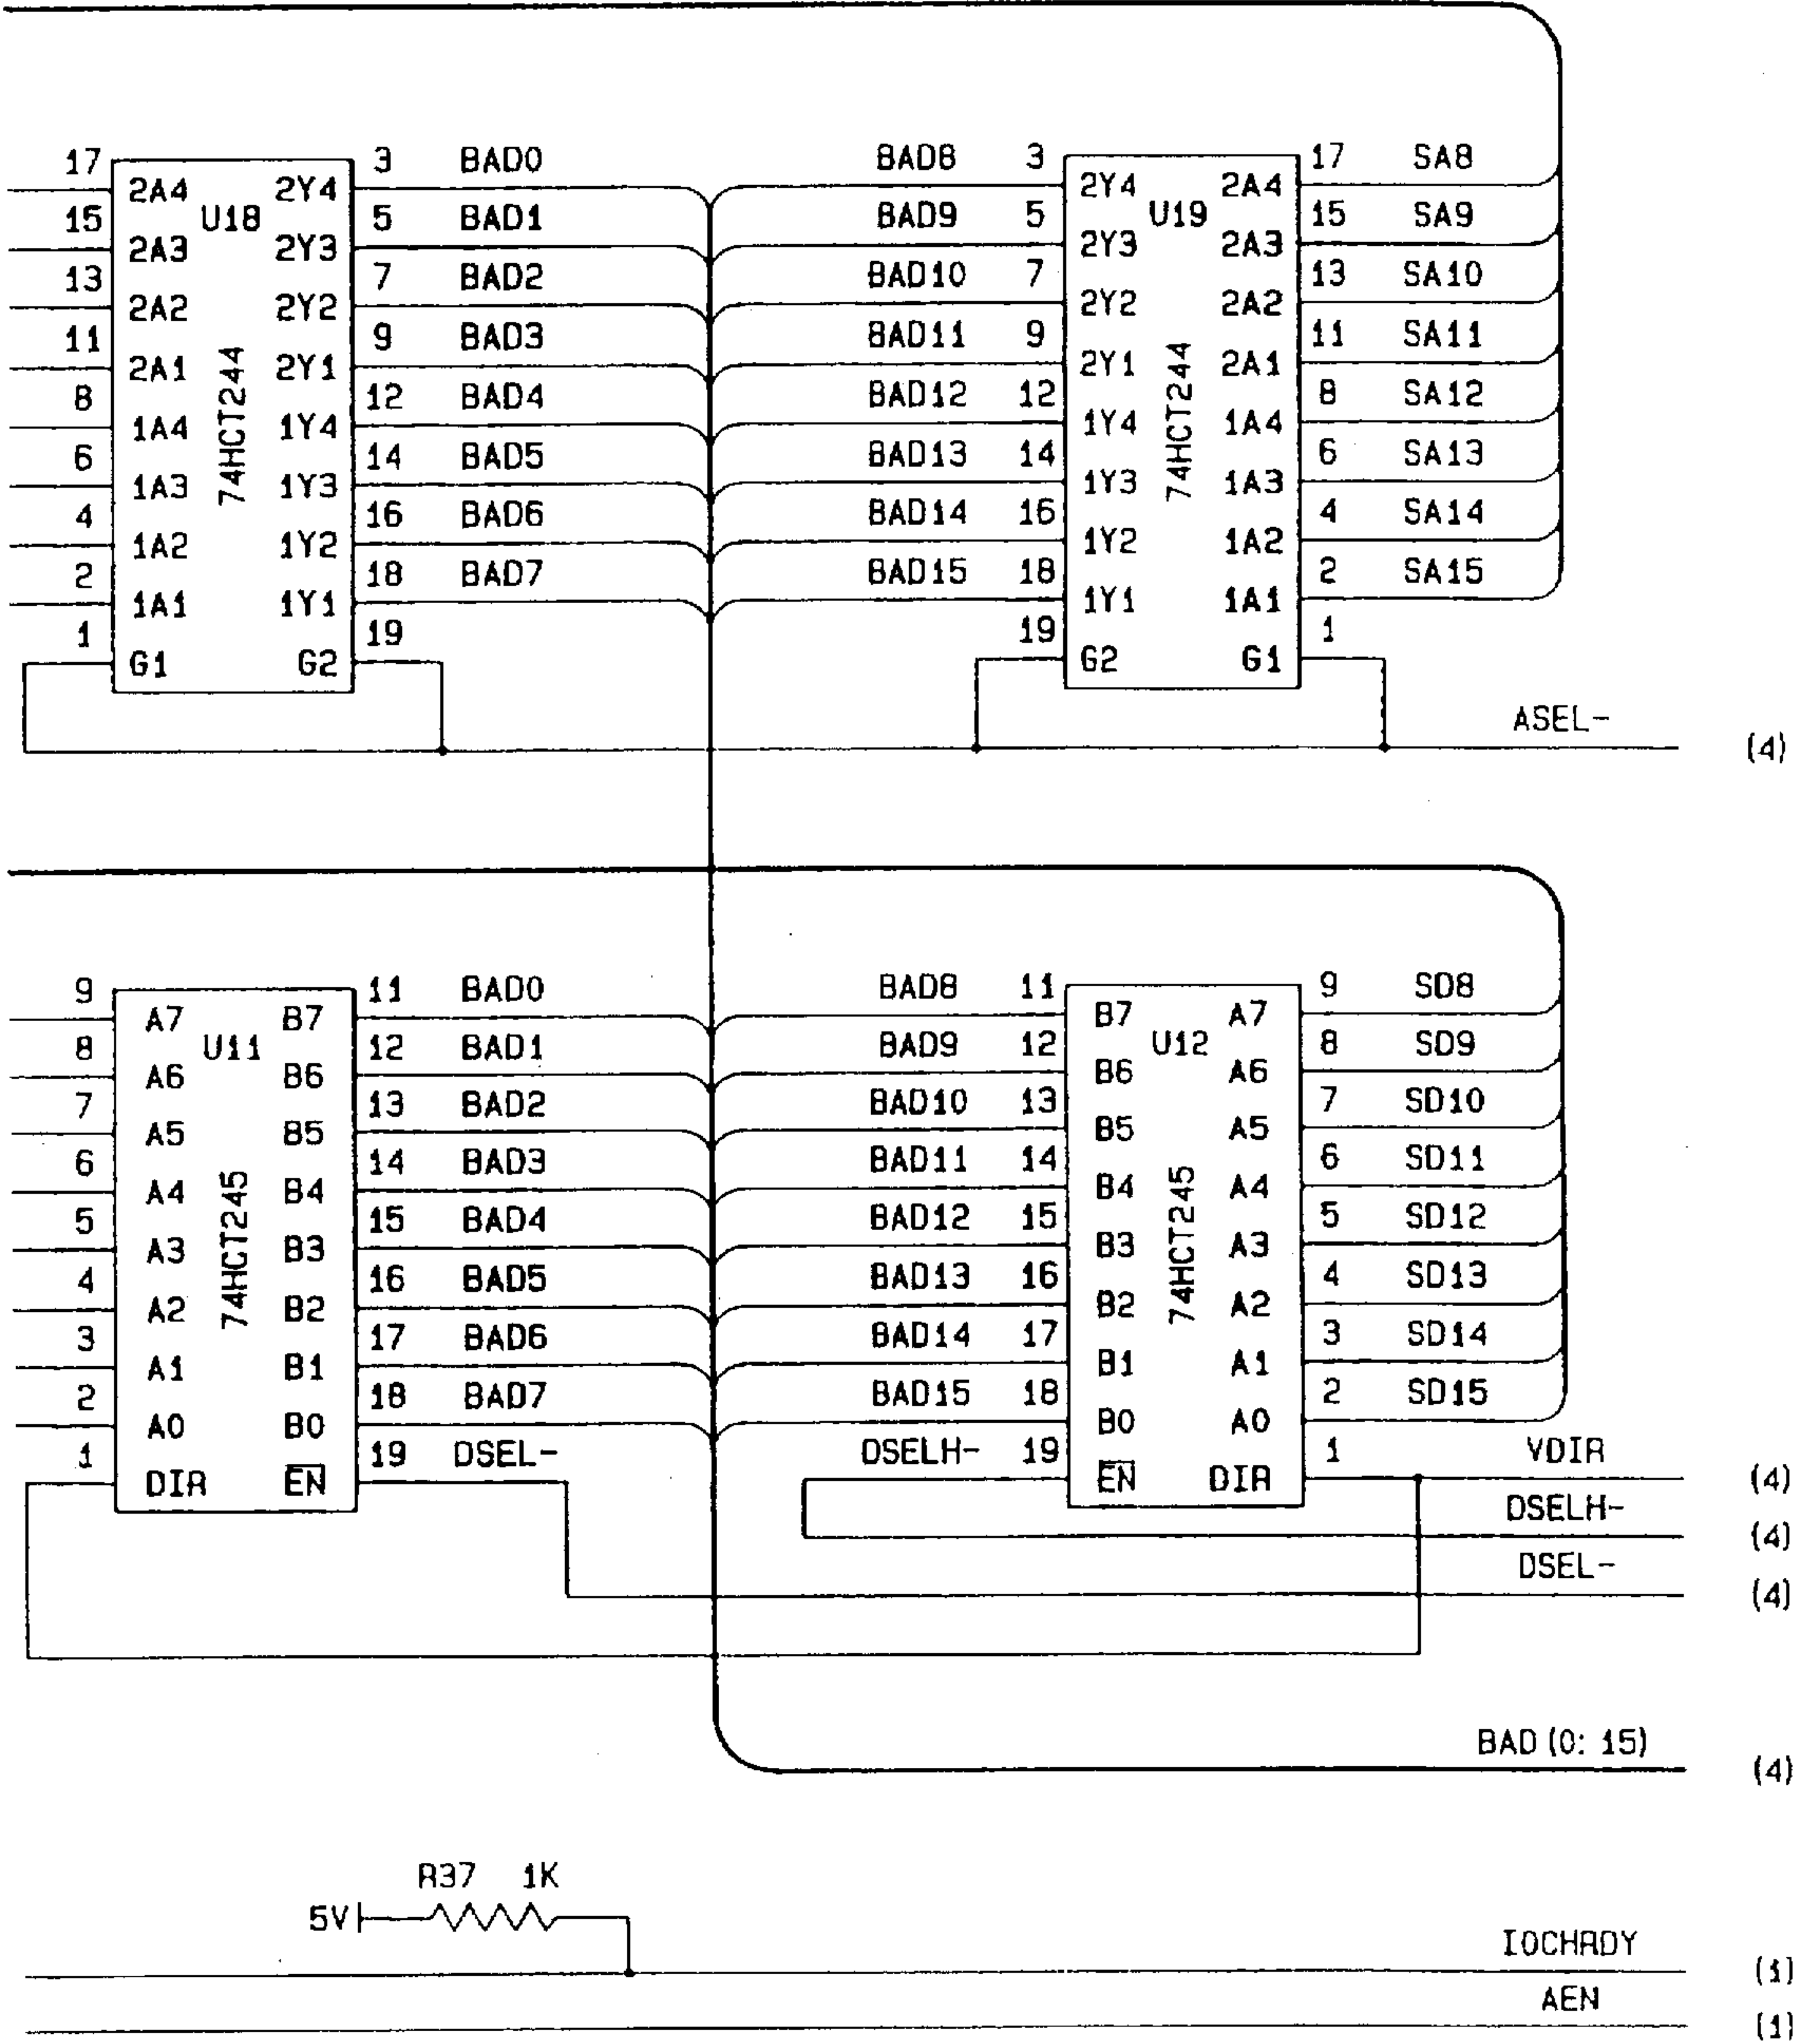 17 3 BAD0 BAD8 3 17 SA8
2A4 2Y4 2Y4 2A4
15 U18 5 BAD1 BAD9 5 U19 15 SA9
2A3 2Y3 2Y3 2A3
13 7 BAD2 BAD10 7 13 SA10
2A2 2Y2 2Y2 2A2
11 9 BAD3 BAD11 9 11 SA11
2A1 2Y1 2Y1 2A1
74HCT244 74HCT244
8 12 BAD4 BAD12 12 8 SA12
1A4 1Y4 1Y4 1A4
6 14 BAD5 BAD13 14 6 SA13
1A3 1Y3 1Y3 1A3
4 16 BAD6 BAD14 16 4 SA14
1A2 1Y2 1Y2 1A2
2 18 BAD7 BAD15 18 2 SA15
1A1 1Y1 1Y1 1A1
1 19 19 1
G1 G2 G2 G1
ASEL-
(4)
9 11 BAD0 BAD8 11 9 SD8
A7 B7 B7 A7
8 U11 12 BAD1 BAD9 12 U12 8 SD9
A6 B6 B6 A6
7 13 BAD2 BAD10 13 7 SD10
A5 B5 B5 A5
6 14 BAD3 BAD11 14 6 SD11
A4 B4 B4 A4
74HCT245 74HCT245
5 15 BAD4 BAD12 15 5 SD12
A3 B3 B3 A3
4 16 BAD5 BAD13 16 4 SD13
A2 B2 B2 A2
3 17 BAD6 BAD14 17 3 SD14
A1 B1 B1 A1
2 18 BAD7 BAD15 18 2 SD15
A0 B0 B0 A0
1 19 DSEL- DSELH- 19 1 VDIR
DIR EN EN DIR (4)
DSELH-
(4)
DSEL-
(4)
BAD (0: 15)
(4)
R37 1K
5V
IOCHRDY
(1)
AEN
(1)